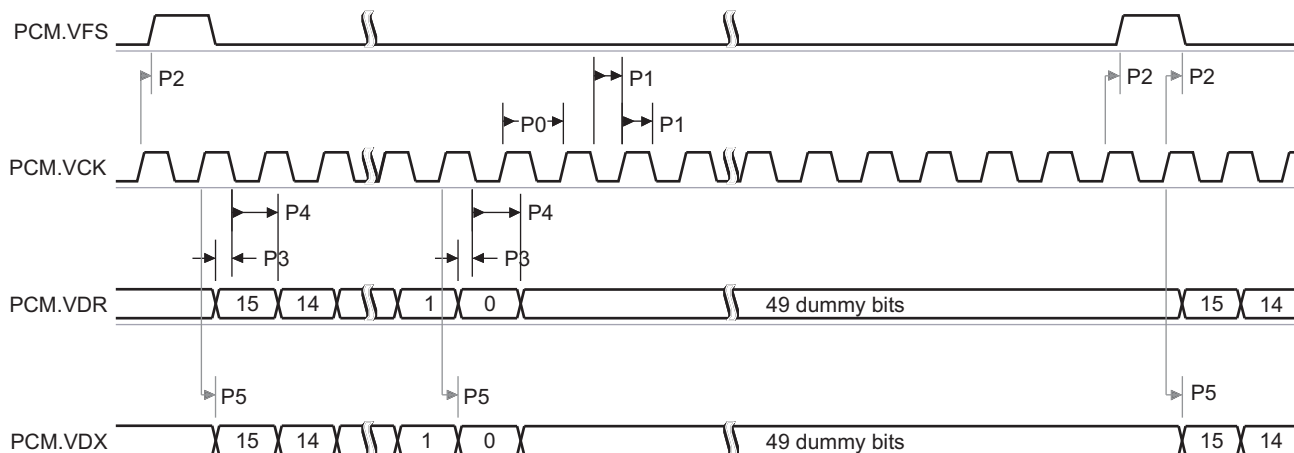 PCM.VFS
P2
P1
P2
P2
P0
P1
PCM.VCK
P4
P4
P3
P3
PCM.VDR
15
14
1
0
49 dummy bits
15
14
P5
P5
P5
PCM.VDX
15
14
1
0
49 dummy bits
15
14